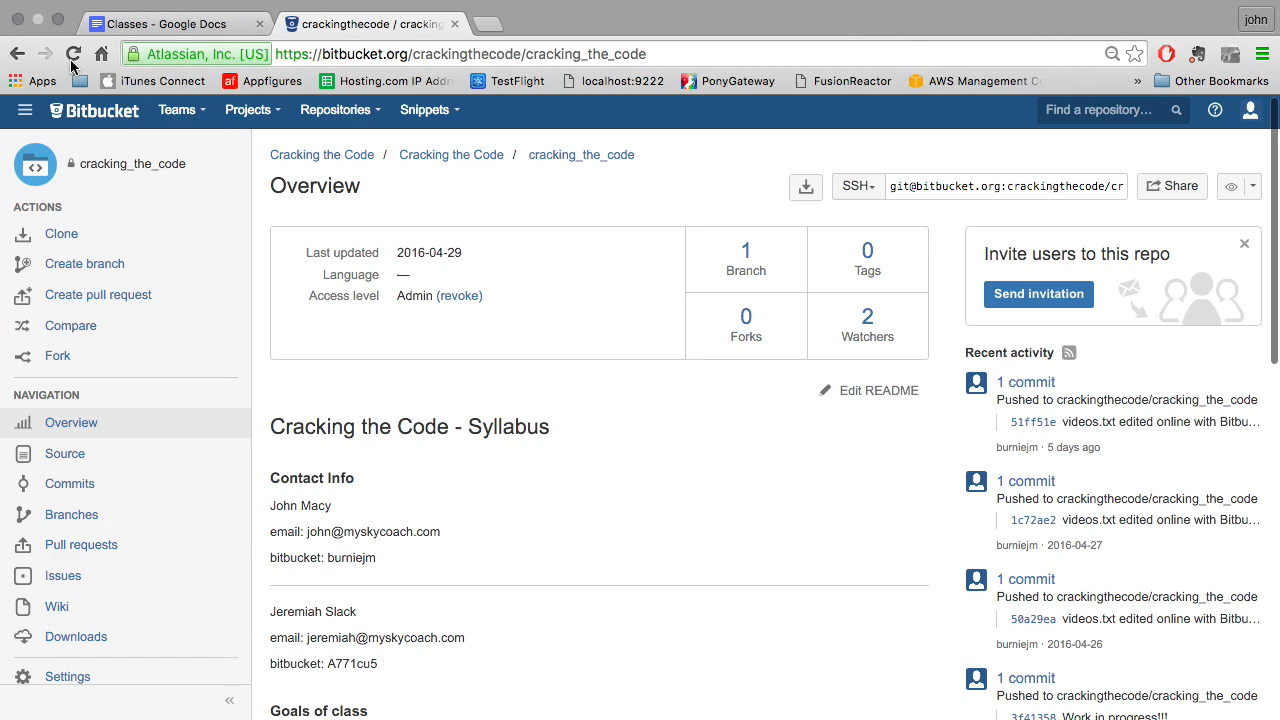 Classes - Google Docs
crackingthecode / cracking
john
Atlassian, Inc. [US] https://bitbucket.org/crackingthecode/cracking_the_code
Apps iTunes Connect Appfigures Hosting.com IP Addr TestFlight localhost:9222 PonyGateway FusionReactor AWS Management Co » Other Bookmarks
Bitbucket Teams Projects Repositories Snippets Find a repository...
cracking_the_code
ACTIONS
Clone
Create branch
Create pull request
Compare
Fork
NAVIGATION
Overview
Source
Commits
Branches
Pull requests
Issues
Wiki
Downloads
Settings
«
Cracking the Code / Cracking the Code / cracking_the_code
Overview
SSH git@bitbucket.org:crackingthecode/cr Share
Last updated 2016-04-29
Language —
Access level Admin (revoke)
1 Branch
0 Tags
0 Forks
2 Watchers
Edit README
Cracking the Code - Syllabus
Contact Info
John Macy
email: john@myskycoach.com
bitbucket: burniejm
Jeremiah Slack
email: jeremiah@myskycoach.com
bitbucket: A771cu5
Goals of class
Invite users to this repo
Send invitation
Recent activity
1 commit
Pushed to crackingthecode/cracking_the_code
51ff51e videos.txt edited online with Bitbu...
burniejm · 5 days ago
1 commit
Pushed to crackingthecode/cracking_the_code
1c72ae2 videos.txt edited online with Bitbu...
burniejm · 2016-04-27
1 commit
Pushed to crackingthecode/cracking_the_code
50a29ea videos.txt edited online with Bitbu...
burniejm · 2016-04-26
1 commit
Pushed to crackingthecode/cracking_the_code
3f41358 Work in progress!!!